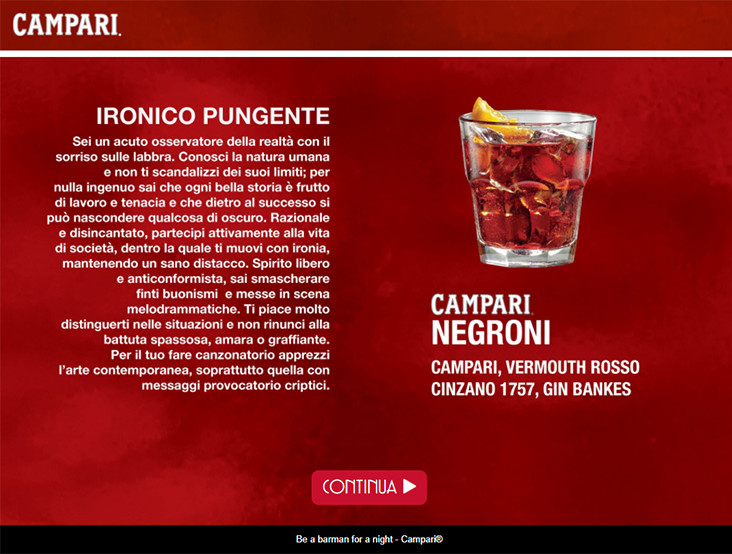 CAMPARI.
IRONICO PUNGENTE
Sei un acuto osservatore della realtà con il
sorriso sulle labbra. Conosci la natura umana
e non ti scandalizzi dei suoi limiti; per
nulla ingenuo sai che ogni bella storia è frutto
di lavoro e tenacia e che dietro al successo si
può nascondere qualcosa di oscuro. Razionale
e disincantato, partecipi attivamente alla vita
di società, dentro la quale ti muovi con ironia,
mantenendo un sano distacco. Spirito libero
e anticonformista, sai smascherare
finti buonismi e messe in scena
melodrammatiche. Ti piace molto
distinguerti nelle situazioni e non rinunci alla
battuta spassosa, amara o graffiante.
Per il tuo fare canzonatorio apprezzi
l'arte contemporanea, soprattutto quella con
messaggi provocatorio criptici.
CAMPARI
NEGRONI
CAMPARI, VERMOUTH ROSSO
CINZANO 1757, GIN BANKES
CONTINUA
Be a barman for a night - Campari®